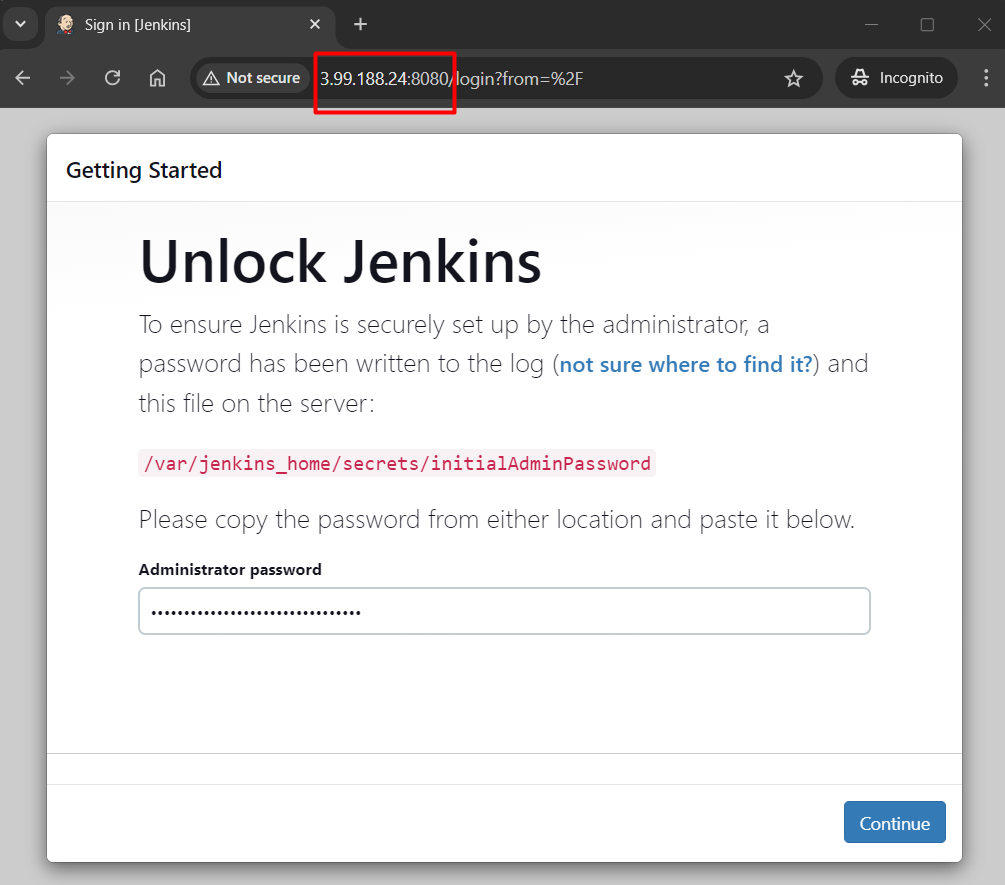 Sign in [Jenkins]
Not secure
3.99.188.24:8080/login?from=%2F
Incognito
Getting Started
Unlock Jenkins
To ensure Jenkins is securely set up by the administrator, a
password has been written to the log (not sure where to find it?) and
this file on the server:
/var/jenkins_home/secrets/initialAdminPassword
Please copy the password from either location and paste it below.
Administrator password
Continue